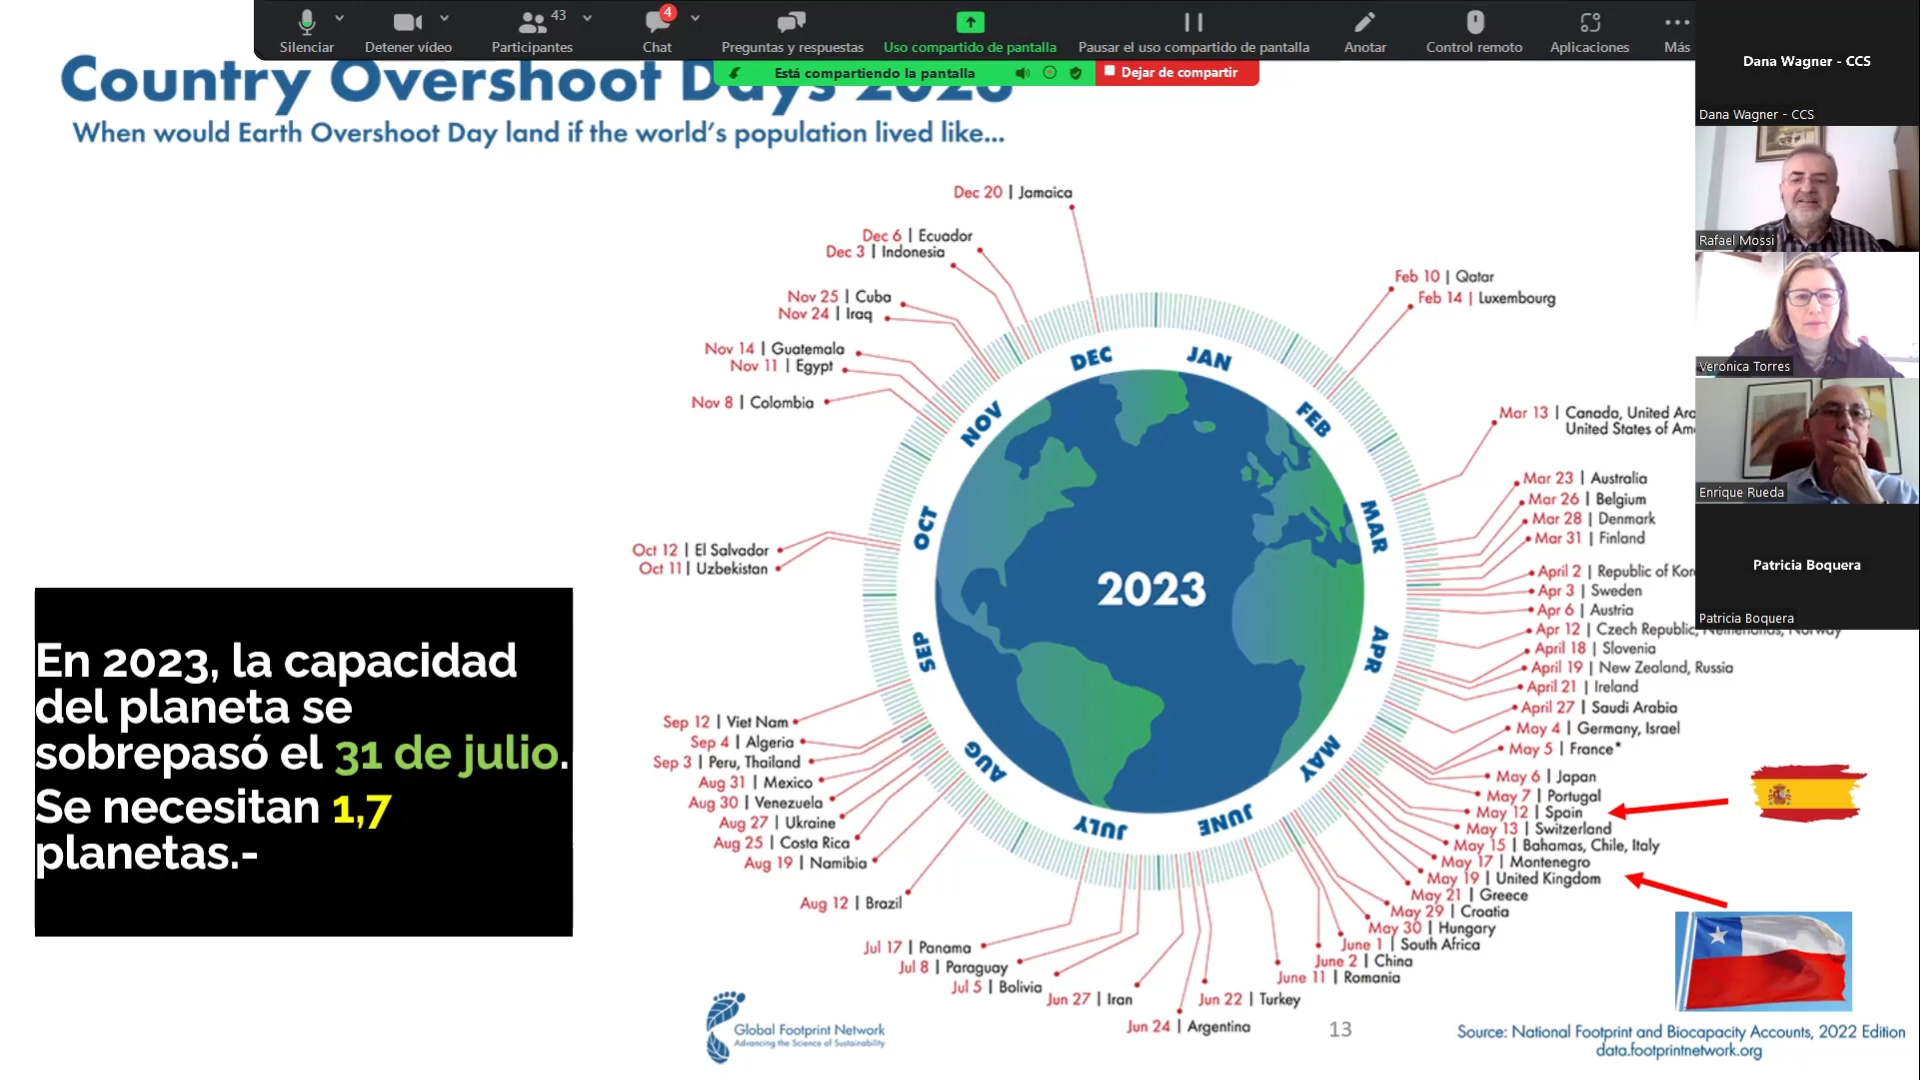 Silenciar
Detener vídeo
43
Participantes
4
Chat
Preguntas y respuestas
Uso compartido de pantalla
Pausar el uso compartido de pantalla
Anotar
Control remoto
Aplicaciones
Más
Está compartiendo la pantalla
Dejar de compartir
Country Overshoot Days 2023
When would Earth Overshoot Day land if the world's population lived like...
Dana Wagner - CCS
Dana Wagner - CCS
Rafael Mossi
Veronica Torres
Enrique Rueda
Patricia Boquera
Patricia Boquera
Dec 20 | Jamaica
Dec 6 | Ecuador
Dec 3 | Indonesia
Nov 25 | Cuba
Nov 24 | Iraq
Nov 14 | Guatemala
Nov 11 | Egypt
Nov 8 | Colombia
Oct 12 | El Salvador
Oct 11 | Uzbekistan
Sep 12 | Viet Nam
Sep 4 | Algeria
Sep 3 | Peru, Thailand
Aug 31 | Mexico
Aug 30 | Venezuela
Aug 27 | Ukraine
Aug 25 | Costa Rica
Aug 19 | Namibia
Aug 12 | Brazil
Jul 17 | Panama
Jul 8 | Paraguay
Jul 5 | Bolivia
Jun 27 | Iran
Jun 24 | Argentina
Jun 22 | Turkey
Feb 10 | Qatar
Feb 14 | Luxembourg
Mar 13 | Canada, United Ara
United States of Am
Mar 23 | Australia
Mar 26 | Belgium
Mar 28 | Denmark
Mar 31 | Finland
April 2 | Republic of Kor
Apr 3 | Sweden
Apr 6 | Austria
Apr 12 | Czech Republic, Netherlands, Norway
April 18 | Slovenia
April 19 | New Zealand, Russia
April 21 | Ireland
April 27 | Saudi Arabia
May 4 | Germany, Israel
May 5 | France*
May 6 | Japan
May 7 | Portugal
May 12 | Spain
May 13 | Switzerland
May 15 | Bahamas, Chile, Italy
May 17 | Montenegro
May 19 | United Kingdom
May 21 | Greece
May 29 | Croatia
May 30 | Hungary
June 1 | South Africa
June 2 | China
June 11 | Romania
JAN
FEB
MAR
APR
MAY
JUNE
JULY
AUG
SEP
OCT
NOV
DEC
2023
En 2023, la capacidad
del planeta se
sobrepasó el 31 de julio.
Se necesitan 1,7
planetas.-
Global Footprint Network
Advancing the Science of Sustainability
13
Source: National Footprint and Biocapacity Accounts, 2022 Edition
data.footprintnetwork.org